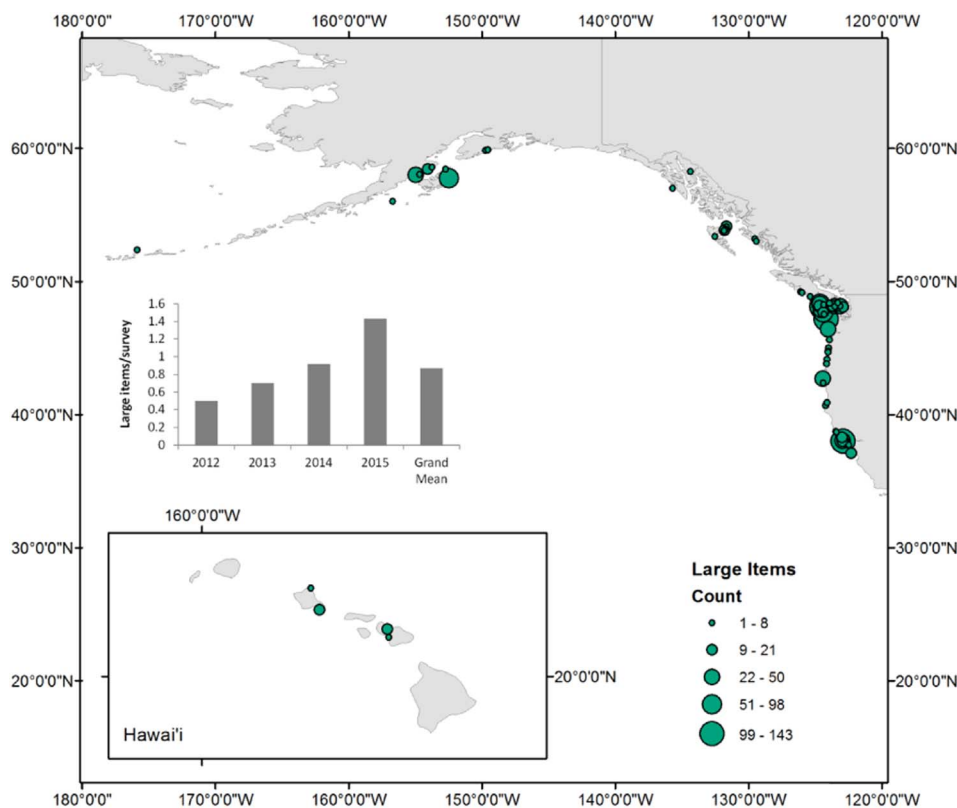 180°0'0" 170°0'0"W 160°0'0"W 150°0'0"W 140°0'0"W 130°0'0"W 120°0'0"W
60°0'0"N 60°0'0"N
50°0'0"N 50°0'0"N
1.6
1.4
1.2
1
0.8
0.6
0.4
0.2
0
Large items/survey
2012 2013 2014 2015 Grand
Mean
40°0'0"N 40°0'0"N
160°0'0"W
30°0'0"N 30°0'0"N
20°0'0"N
Hawai'i
Large Items
Count
1 - 8
9 - 21
22 - 50
51 - 98
99 - 143
20°0'0"N 20°0'0"N
180°0'0" 170°0'0"W 160°0'0"W 150°0'0"W 140°0'0"W 130°0'0"W 120°0'0"W